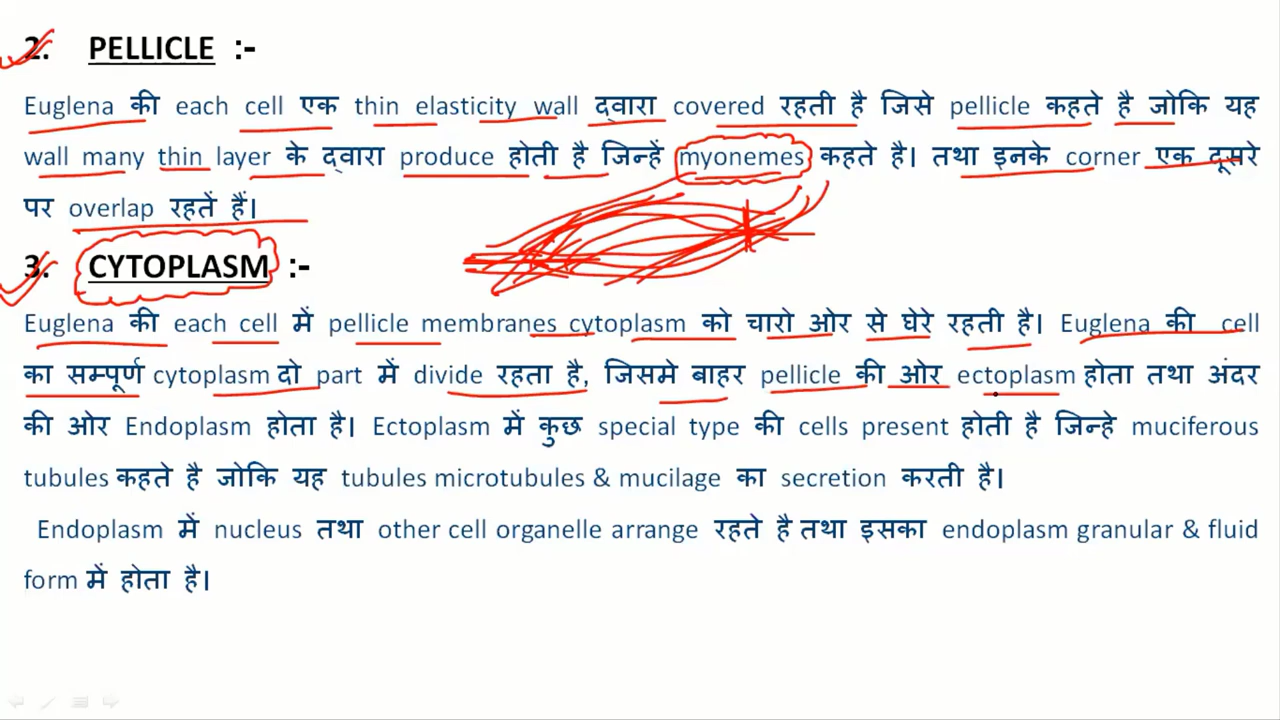 2. PELLICLE :-
Euglena की each cell एक thin elasticity wall द्वारा covered रहती है जिसे pellicle कहते है जोकि यह
wall many thin layer के द्वारा produce होती है जिन्हें myonemes कहते है। तथा इनके corner एक दूसरे
पर overlap रहतें हैं।
3. CYTOPLASM :-
Euglena की each cell में pellicle membranes cytoplasm को चारो ओर से घेरे रहती है। Euglena की cell
का सम्पूर्ण cytoplasm दो part में divide रहता है, जिसमे बाहर pellicle की ओर ectoplasm होता तथा अंदर
की ओर Endoplasm होता है। Ectoplasm में कुछ special type की cells present होती है जिन्हे muciferous
tubules कहते है जोकि यह tubules microtubules & mucilage का secretion करती है।
Endoplasm में nucleus तथा other cell organelle arrange रहते है तथा इसका endoplasm granular & fluid
form में होता है।